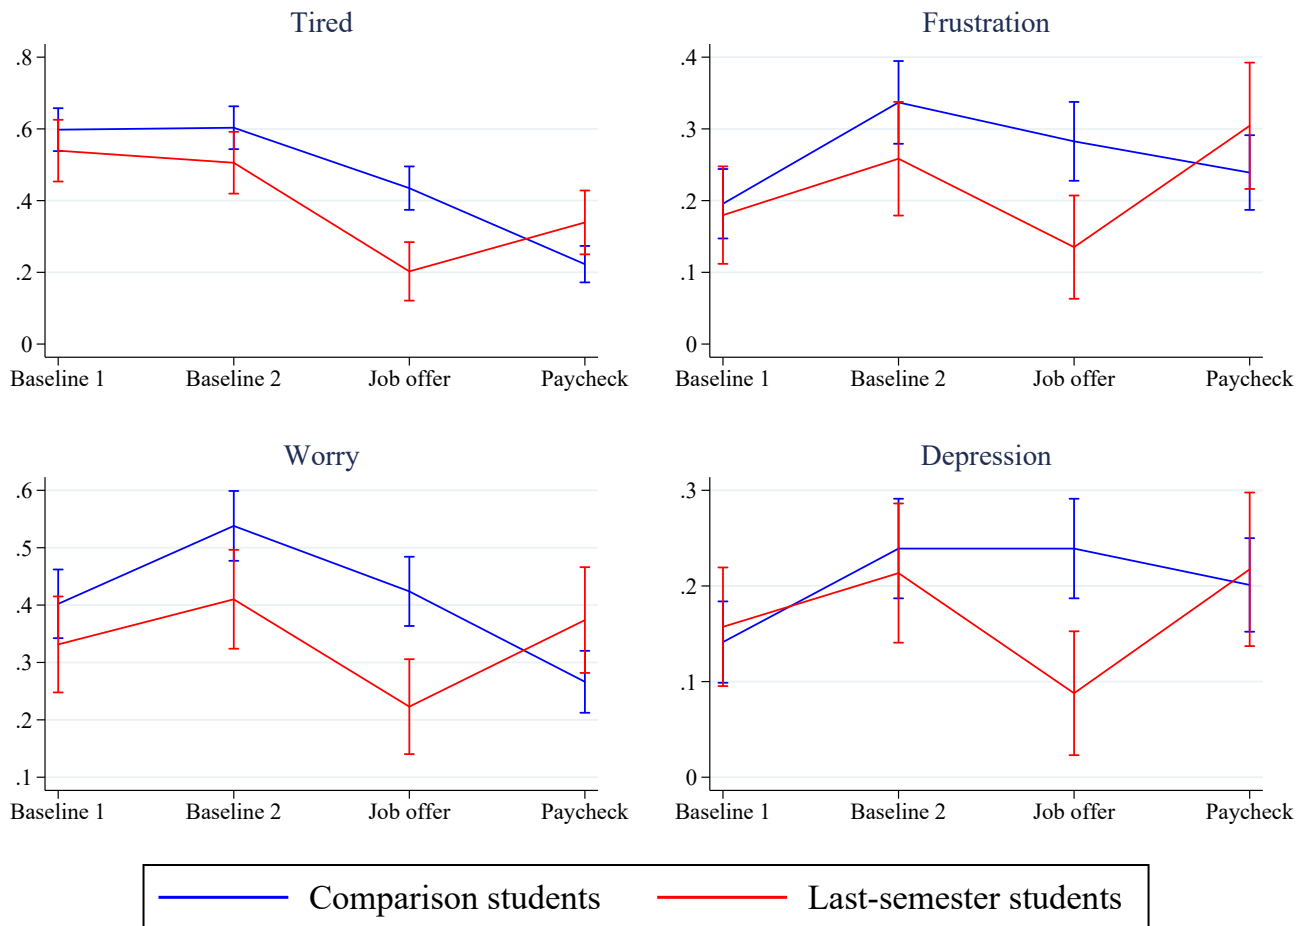 Tired
.8
.6
.4
.2
0
Baseline 1 Baseline 2 Job offer Paycheck
Frustration
.4
.3
.2
.1
0
Baseline 1 Baseline 2 Job offer Paycheck
Worry
.6
.5
.4
.3
.2
.1
Baseline 1 Baseline 2 Job offer Paycheck
Depression
.3
.2
.1
0
Baseline 1 Baseline 2 Job offer Paycheck
Comparison students Last-semester students